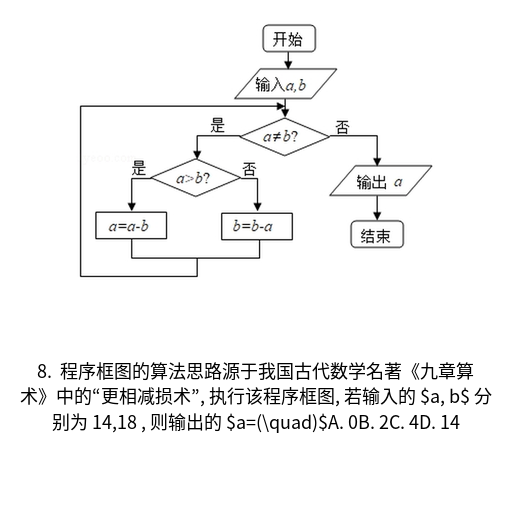 开始
输入a,b
是
a≠b?
否
是
a>b?
否
输出 a
a=a-b
b=b-a
结束
8. 程序框图的算法思路源于我国古代数学名著《九章算
术》中的“更相减损术”, 执行该程序框图, 若输入的 $a, b$ 分
别为 14,18 , 则输出的 $a=(\quad)$A. 0B. 2C. 4D. 14